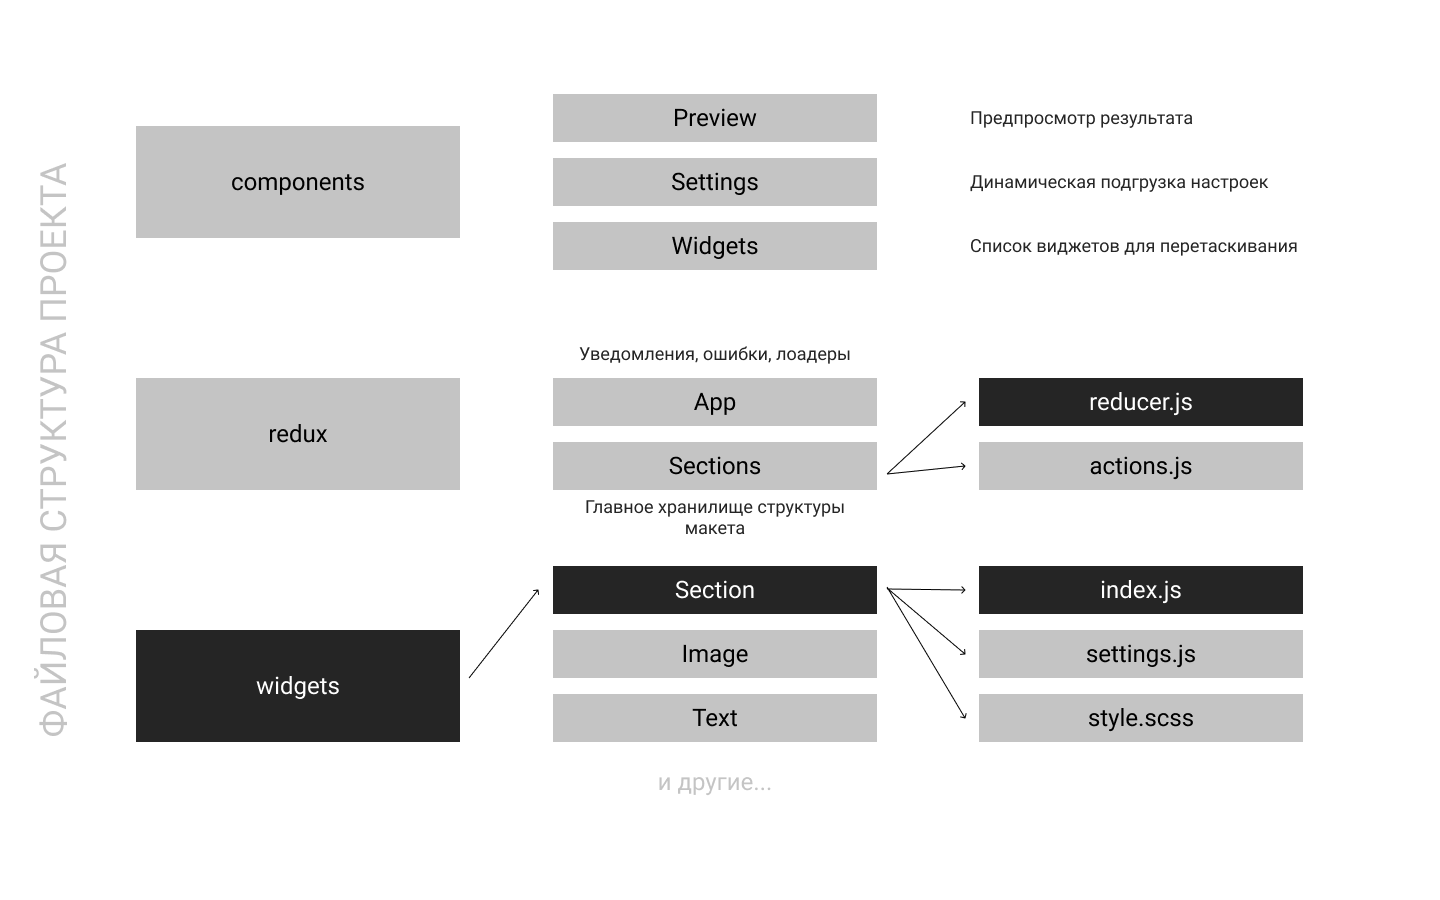 ФАЙЛОВАЯ СТРУКТУРА ПРОЕКТА
components
Preview
Предпросмотр результата
Settings
Динамическая подгрузка настроек
Widgets
Список виджетов для перетаскивания
redux
Уведомления, ошибки, лоадеры
App
Sections
Главное хранилище структуры
макета
reducer.js
actions.js
widgets
Section
Image
Text
и другие...
index.js
settings.js
style.scss